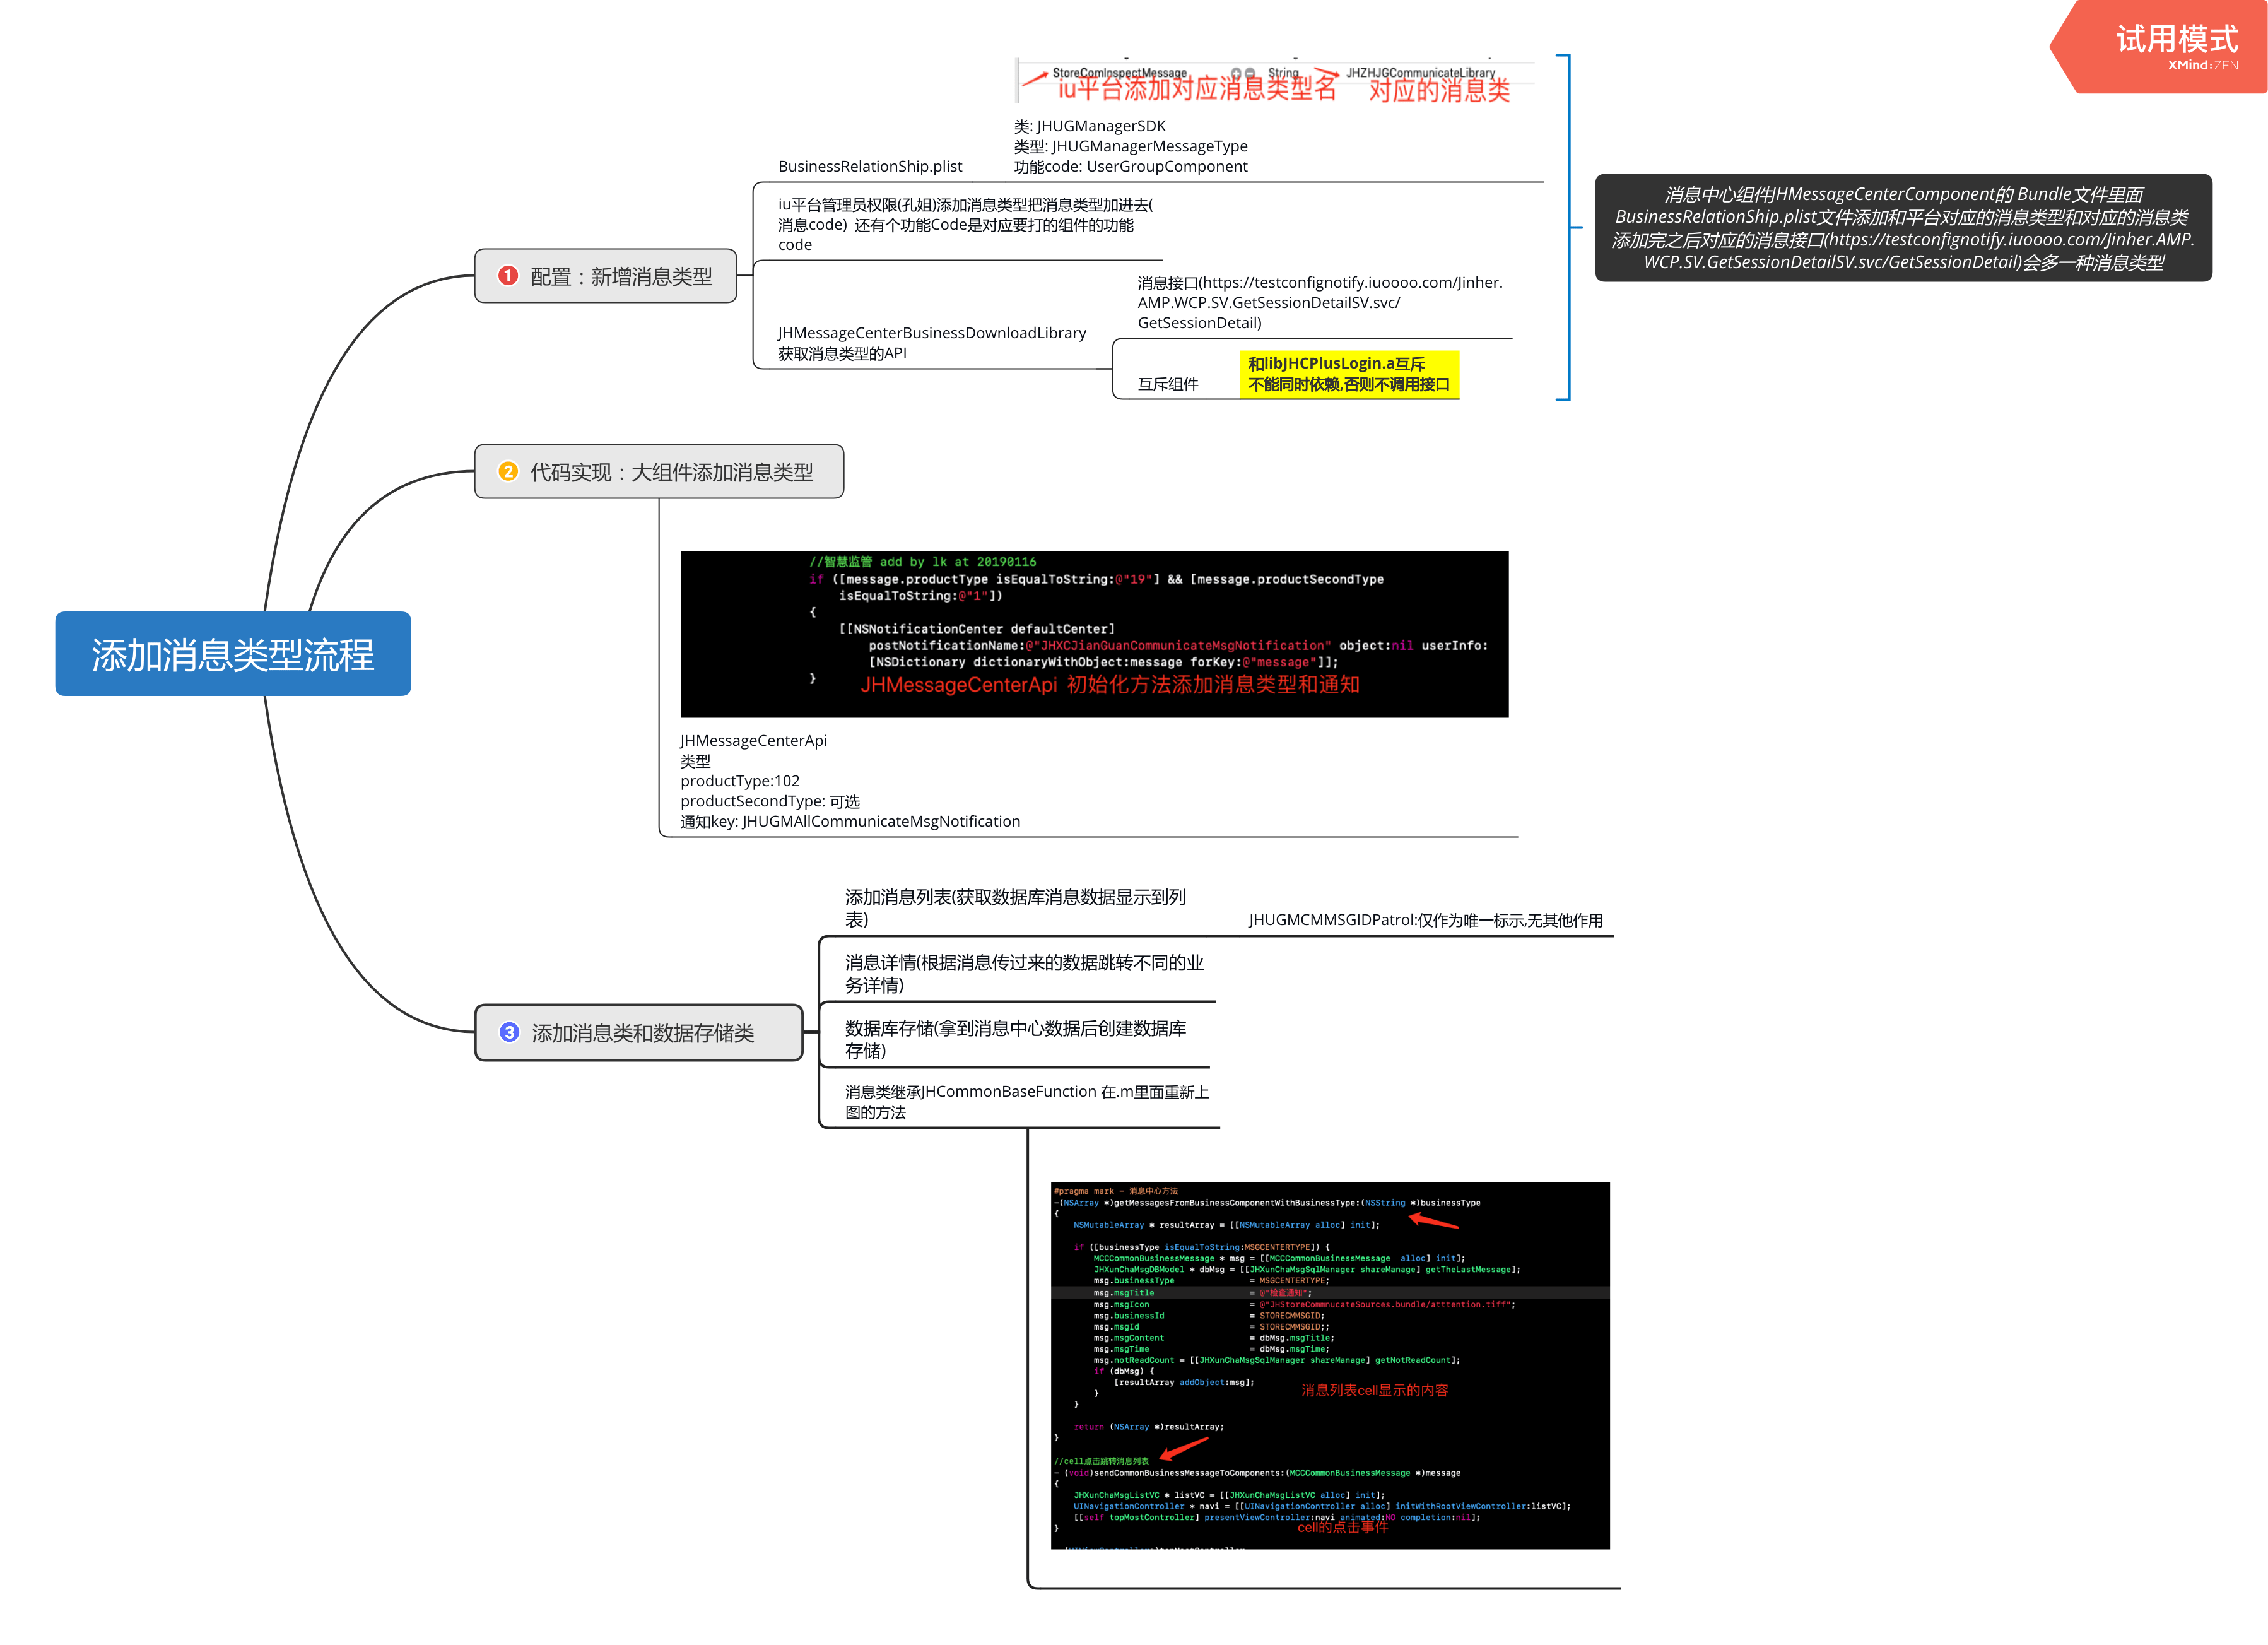 试用模式
XMind:ZEN
StoreComInspectMessage String JHZHJGCommunicateLibrary
iu平台添加对应消息类型名 对应的消息类
类: JHUGManagerSDK
类型: JHUGManagerMessageType
功能code: UserGroupComponent
BusinessRelationShip.plist
iu平台管理员权限(孔姐)添加消息类型把消息类型加进去(
消息code) 还有个功能Code是对应要打的组件的功能
code
消息中心组件JHMessageCenterComponent的 Bundle文件里面
BusinessRelationShip.plist文件添加和平台对应的消息类型和对应的消息类
添加完之后对应的消息接口(https://testconfignotify.iuoooo.com/Jinher.AMP.
WCP.SV.GetSessionDetailSV.svc/GetSessionDetail)会多一种消息类型
1 配置：新增消息类型
消息接口(https://testconfignotify.iuoooo.com/Jinher.
AMP.WCP.SV.GetSessionDetailSV.svc/
GetSessionDetail)
JHMessageCenterBusinessDownloadLibrary
获取消息类型的API
互斥组件
和libJHCPlusLogin.a互斥
不能同时依赖,否则不调用接口
2 代码实现：大组件添加消息类型
//智慧监管 add by lk at 20190116
if ([message.productType isEqualToString:@"19"] && [message.productSecondType
isEqualToString:@"1"])
{
[[NSNotificationCenter defaultCenter]
postNotificationName:@"JHXCJianGuanCommunicateMsgNotification" object:nil userInfo:
[NSDictionary dictionaryWithObject:message forKey:@"message"]];
}
JHMessageCenterApi 初始化方法添加消息类型和通知
JHMessageCenterApi
类型
productType:102
productSecondType: 可选
通知key: JHUGMAllCommunicateMsgNotification
添加消息类型流程
添加消息列表(获取数据库消息数据显示到列
表)
JHUGMCMMSGIDPatrol:仅作为唯一标示,无其他作用
消息详情(根据消息传过来的数据跳转不同的业
务详情)
3 添加消息类和数据存储类
数据库存储(拿到消息中心数据后创建数据库
存储)
消息类继承JHCommonBaseFunction 在.m里面重新上
图的方法
#pragma mark - 消息中心方法
-(NSArray *)getMessagesFromBusinessComponentWithBusinessType:(NSString *)businessType
{
NSMutableArray * resultArray = [[NSMutableArray alloc] init];
if ([businessType isEqualToString:MSGCENTERTYPE]) {
MCCCommonBusinessMessage * msg = [[MCCCommonBusinessMessage alloc] init];
JHXunChaMsgDBModel * dbMsg = [[JHXunChaMsgSqlManager shareManage] getTheLastMessage];
msg.businessType = MSGCENTERTYPE;
msg.msgTitle = @"检查通知";
msg.msgIcon = @"JHStoreCommnucateSources.bundle/atttention.tiff";
msg.businessId = STORECMMSGID;
msg.msgId = STORECMMSGID;;
msg.msgContent = dbMsg.msgTitle;
msg.msgTime = dbMsg.msgTime;
msg.notReadCount = [[JHXunChaMsgSqlManager shareManage] getNotReadCount];
if (dbMsg) {
[resultArray addObject:msg];
}
消息列表cell显示的内容
}
return (NSArray *)resultArray;
}
//cell点击跳转消息列表
- (void)sendCommonBusinessMessageToComponents:(MCCCommonBusinessMessage *)message
{
JHXunChaMsgListVC * listVC = [[JHXunChaMsgListVC alloc] init];
UINavigationController * navi = [[UINavigationController alloc] initWithRootViewController:listVC];
[[self topMostController] presentViewController:navi animated:NO completion:nil];
}
cell的点击事件